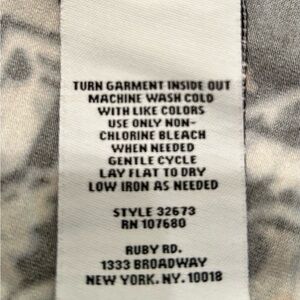 TURN GARMENT INSIDE OUT
MACHINE WASH COLD
WITH LIKE COLORS
USE ONLY NON-
CHLORINE BLEACH
WHEN NEEDED
GENTLE CYCLE
LAY FLAT TO DRY
LOW IRON AS NEEDED
STYLE 32673
RN 107680
RUBY RD.
1333 BROADWAY
NEW YORK, NY. 10018